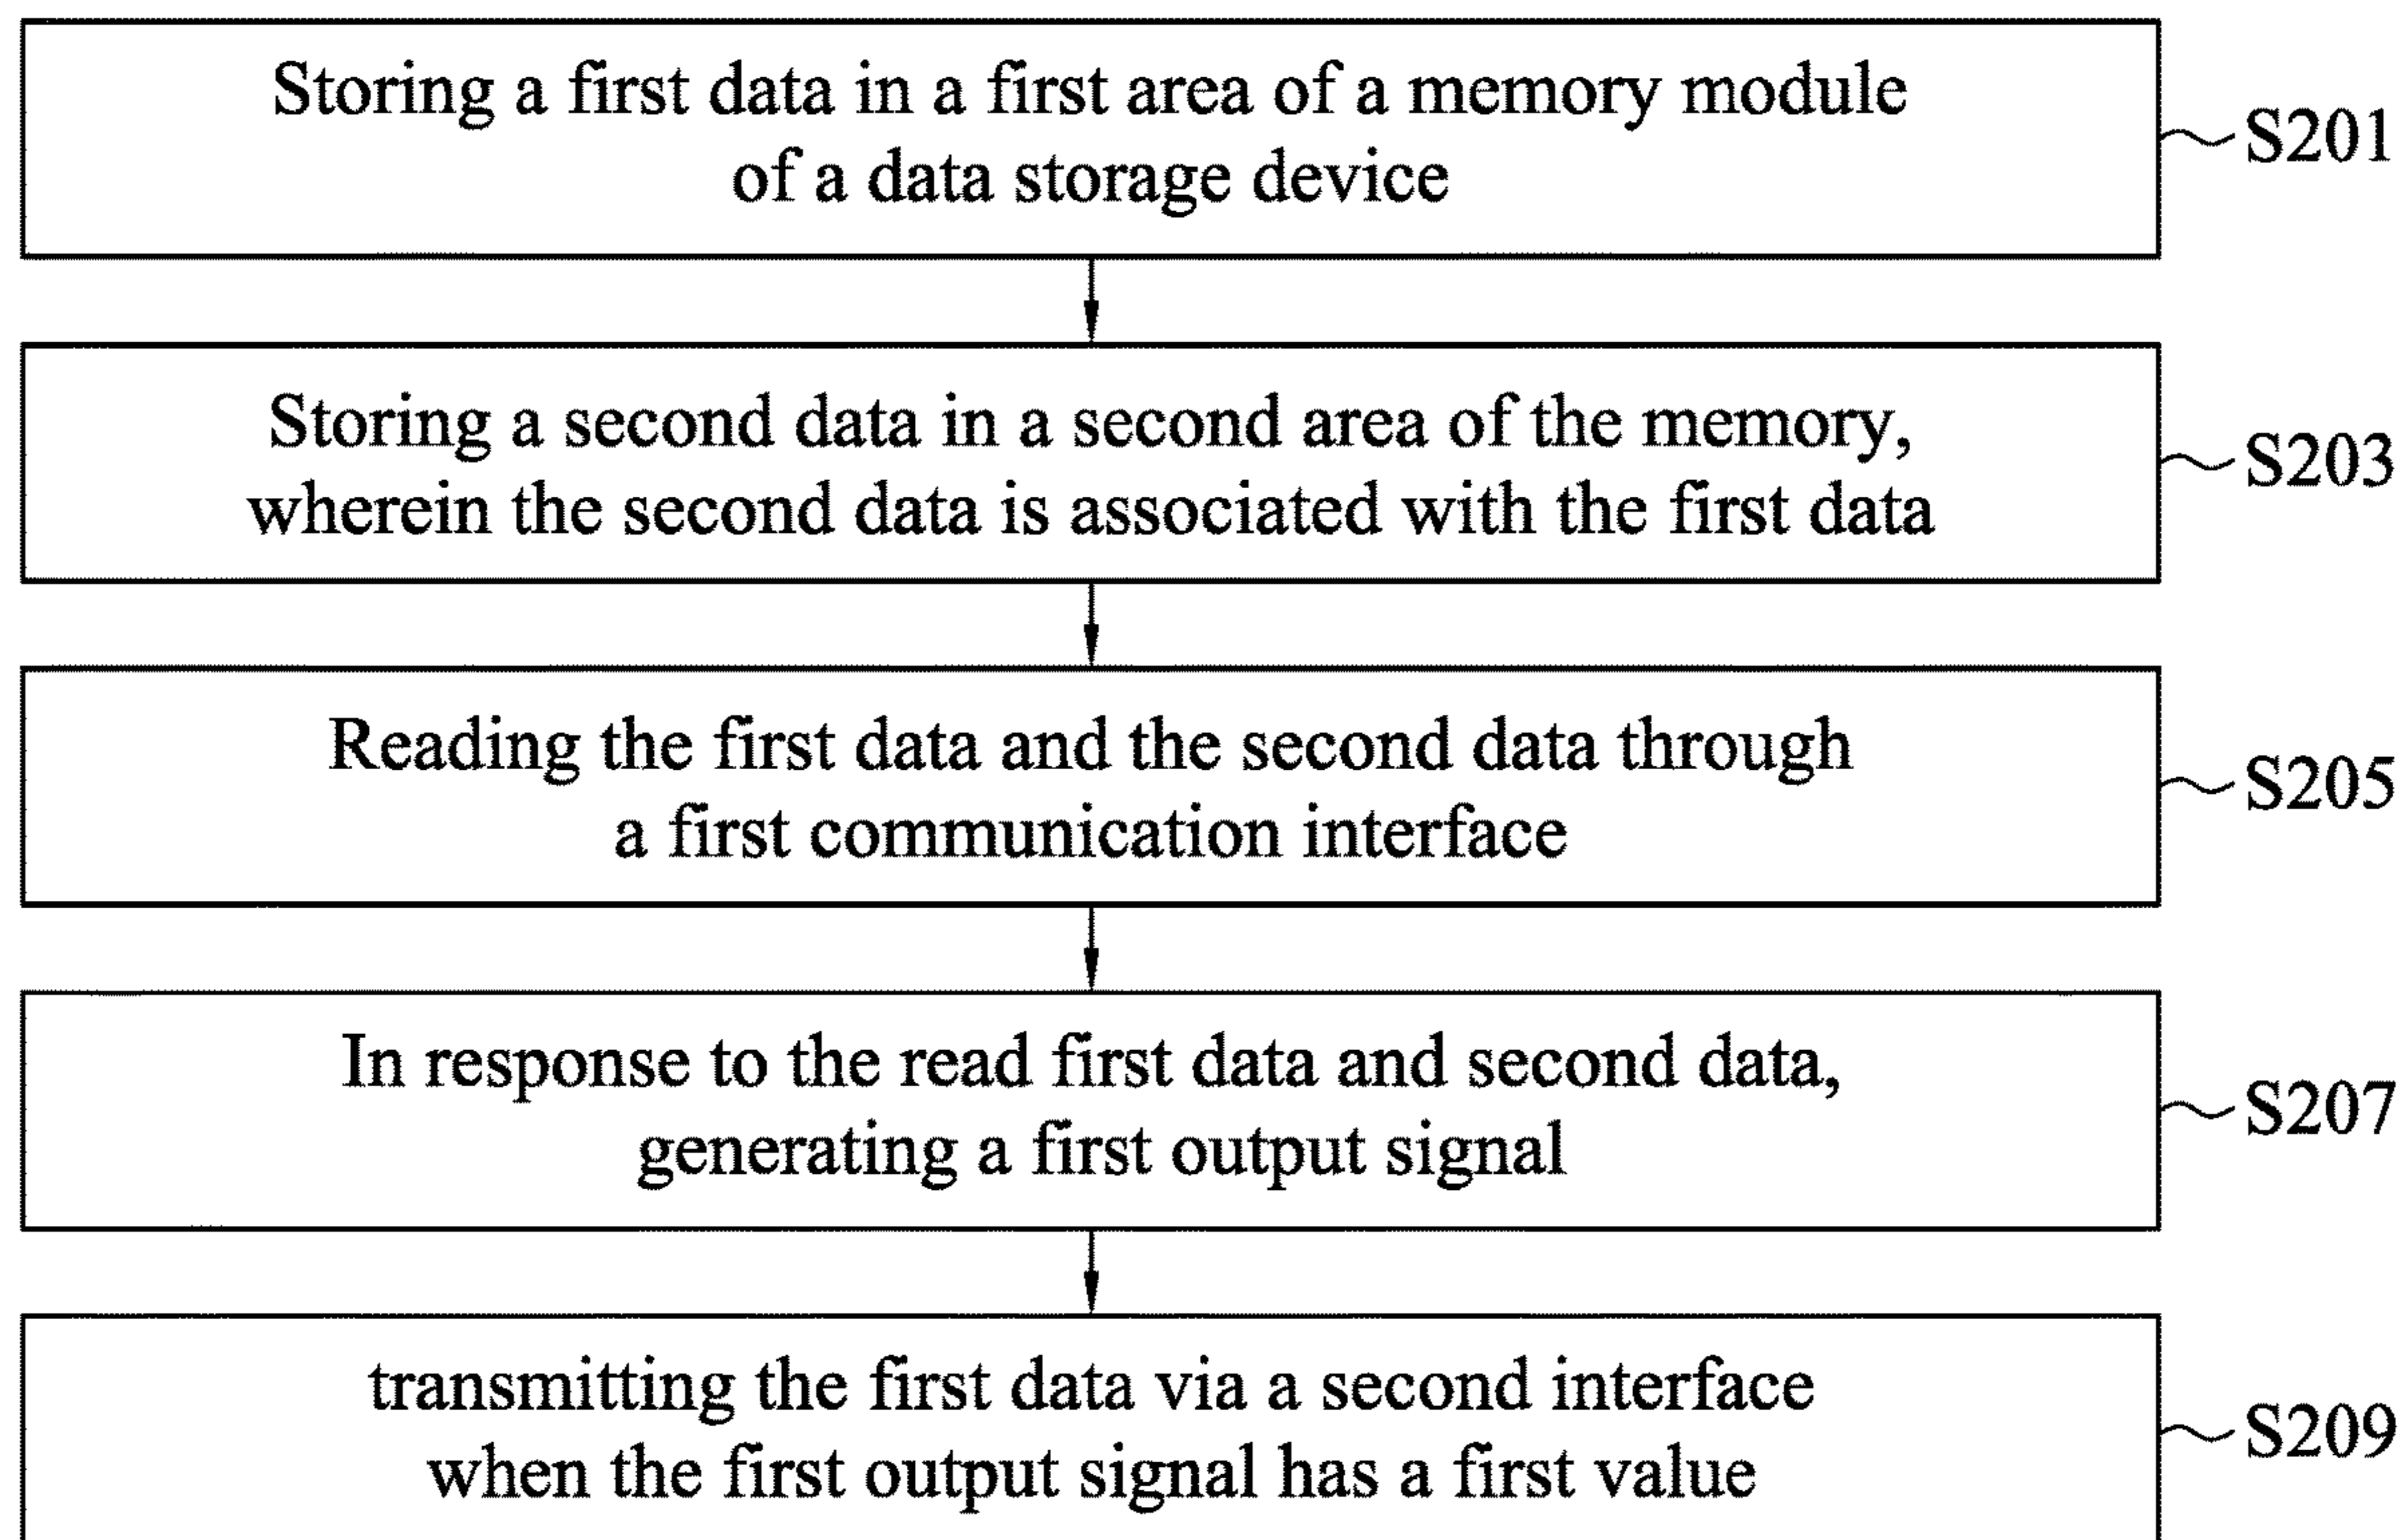 Storing a first data in a first area of a memory module
of a data storage device
S201
Storing a second data in a second area of the memory,
wherein the second data is associated with the first data
S203
Reading the first data and the second data through
a first communication interface
S205
In response to the read first data and second data,
generating a first output signal
S207
transmitting the first data via a second interface
when the first output signal has a first value
S209